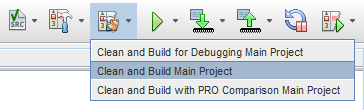 SRC
PRO
Clean and Build for Debugging Main Project
Clean and Build Main Project
Clean and Build with PRO Comparison Main Project